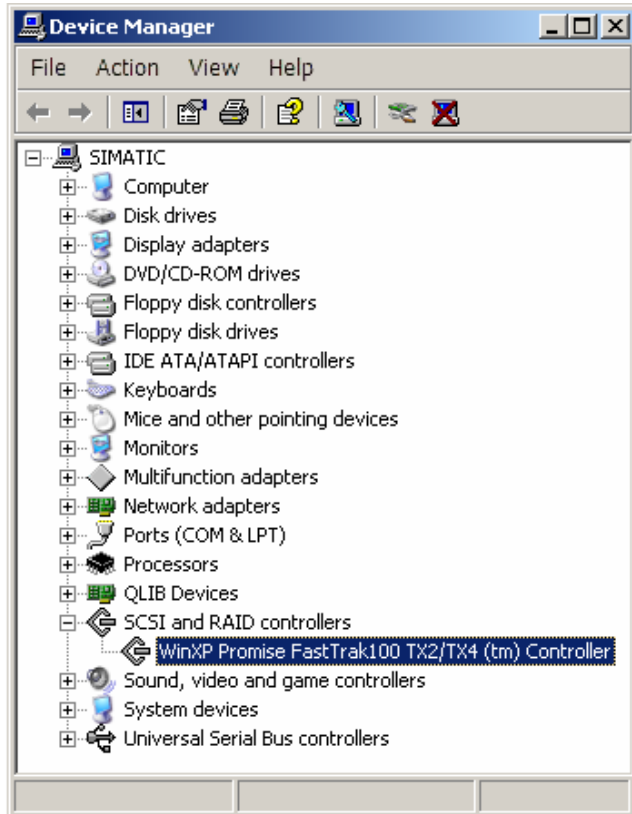 Device Manager
File Action View Help
SIMATIC
Computer
Disk drives
Display adapters
DVD/CD-ROM drives
Floppy disk controllers
Floppy disk drives
IDE ATA/ATAPI controllers
Keyboards
Mice and other pointing devices
Monitors
Multifunction adapters
Network adapters
Ports (COM & LPT)
Processors
QLIB Devices
SCSI and RAID controllers
WinXP Promise FastTrak100 TX2/TX4 (tm) Controller
Sound, video and game controllers
System devices
Universal Serial Bus controllers